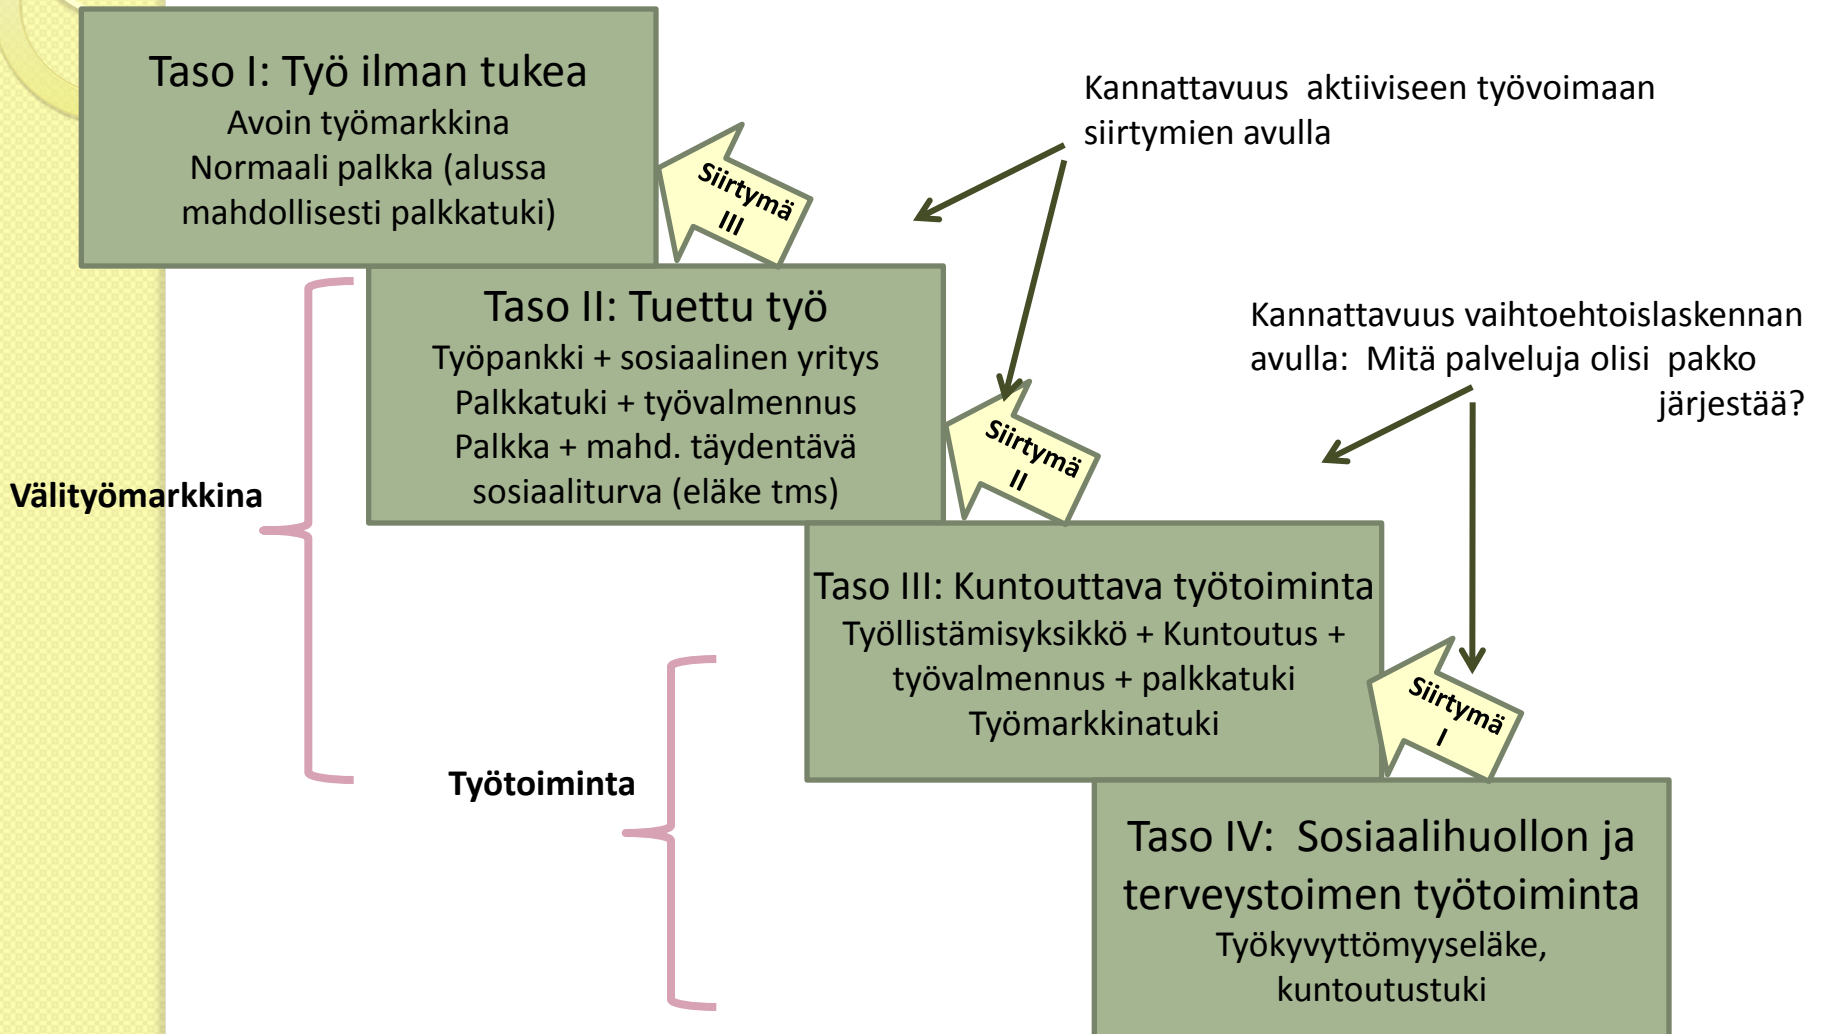 Taso I: Työ ilman tukea
Avoin työmarkkina
Normaali palkka (alussa
mahdollisesti palkkatuki)
Siirtymä
III
Kannattavuus aktiiviseen työvoimaan
siirtymien avulla
Taso II: Tuettu työ
Työpankki + sosiaalinen yritys
Palkkatuki + työvalmennus
Palkka + mahd. täydentävä
sosiaaliturva (eläke tms)
Siirtymä
II
Kannattavuus vaihtoehtoislaskennan
avulla: Mitä palveluja olisi pakko
järjestää?
Välityömarkkina
Taso III: Kuntouttava työtoiminta
Työllistämisyksikkö + Kuntoutus +
työvalmennus + palkkatuki
Työmarkkinatuki
Siirtymä
I
Työtoiminta
Taso IV: Sosiaalihuollon ja
terveystoimen työtoiminta
Työkyvyttömyyseläke,
kuntoutustuki